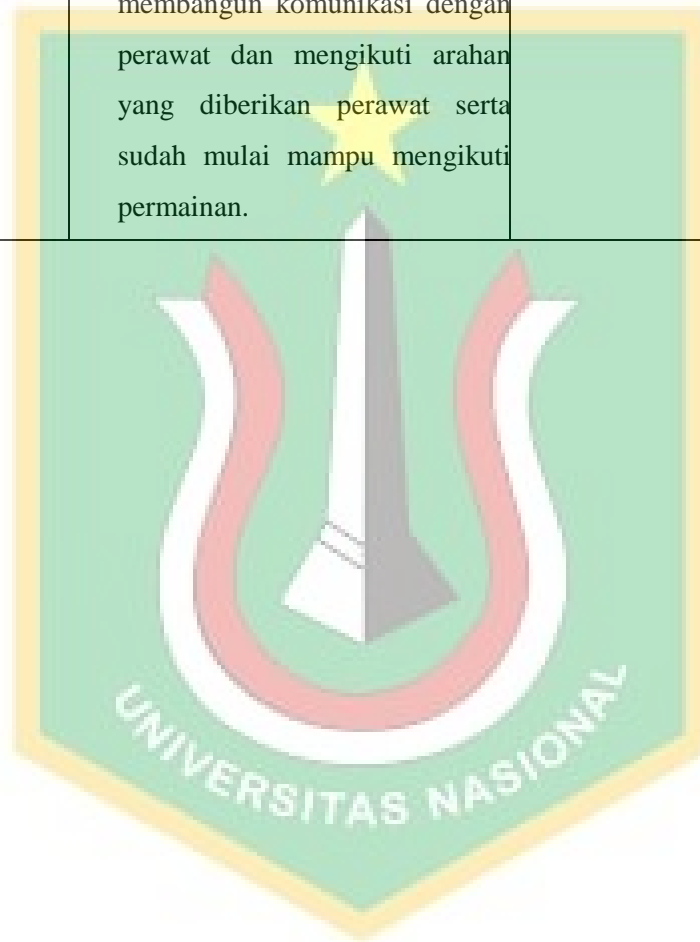 membangun komunikasi dengan
perawat dan mengikuti arahan
yang diberikan perawat serta
sudah mulai mampu mengikuti
permainan.
UNIVERSITAS NASIONAL